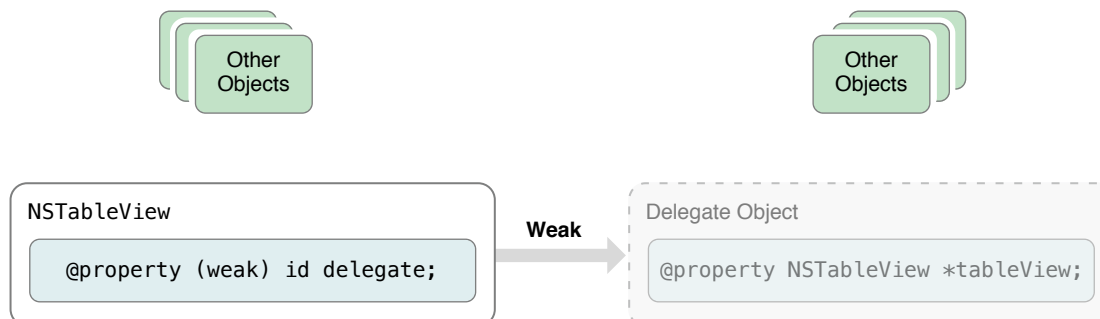 Other
Objects
Other
Objects
NSTableView
@property (weak) id delegate;
Weak
Delegate Object
@property NSTableView *tableView;